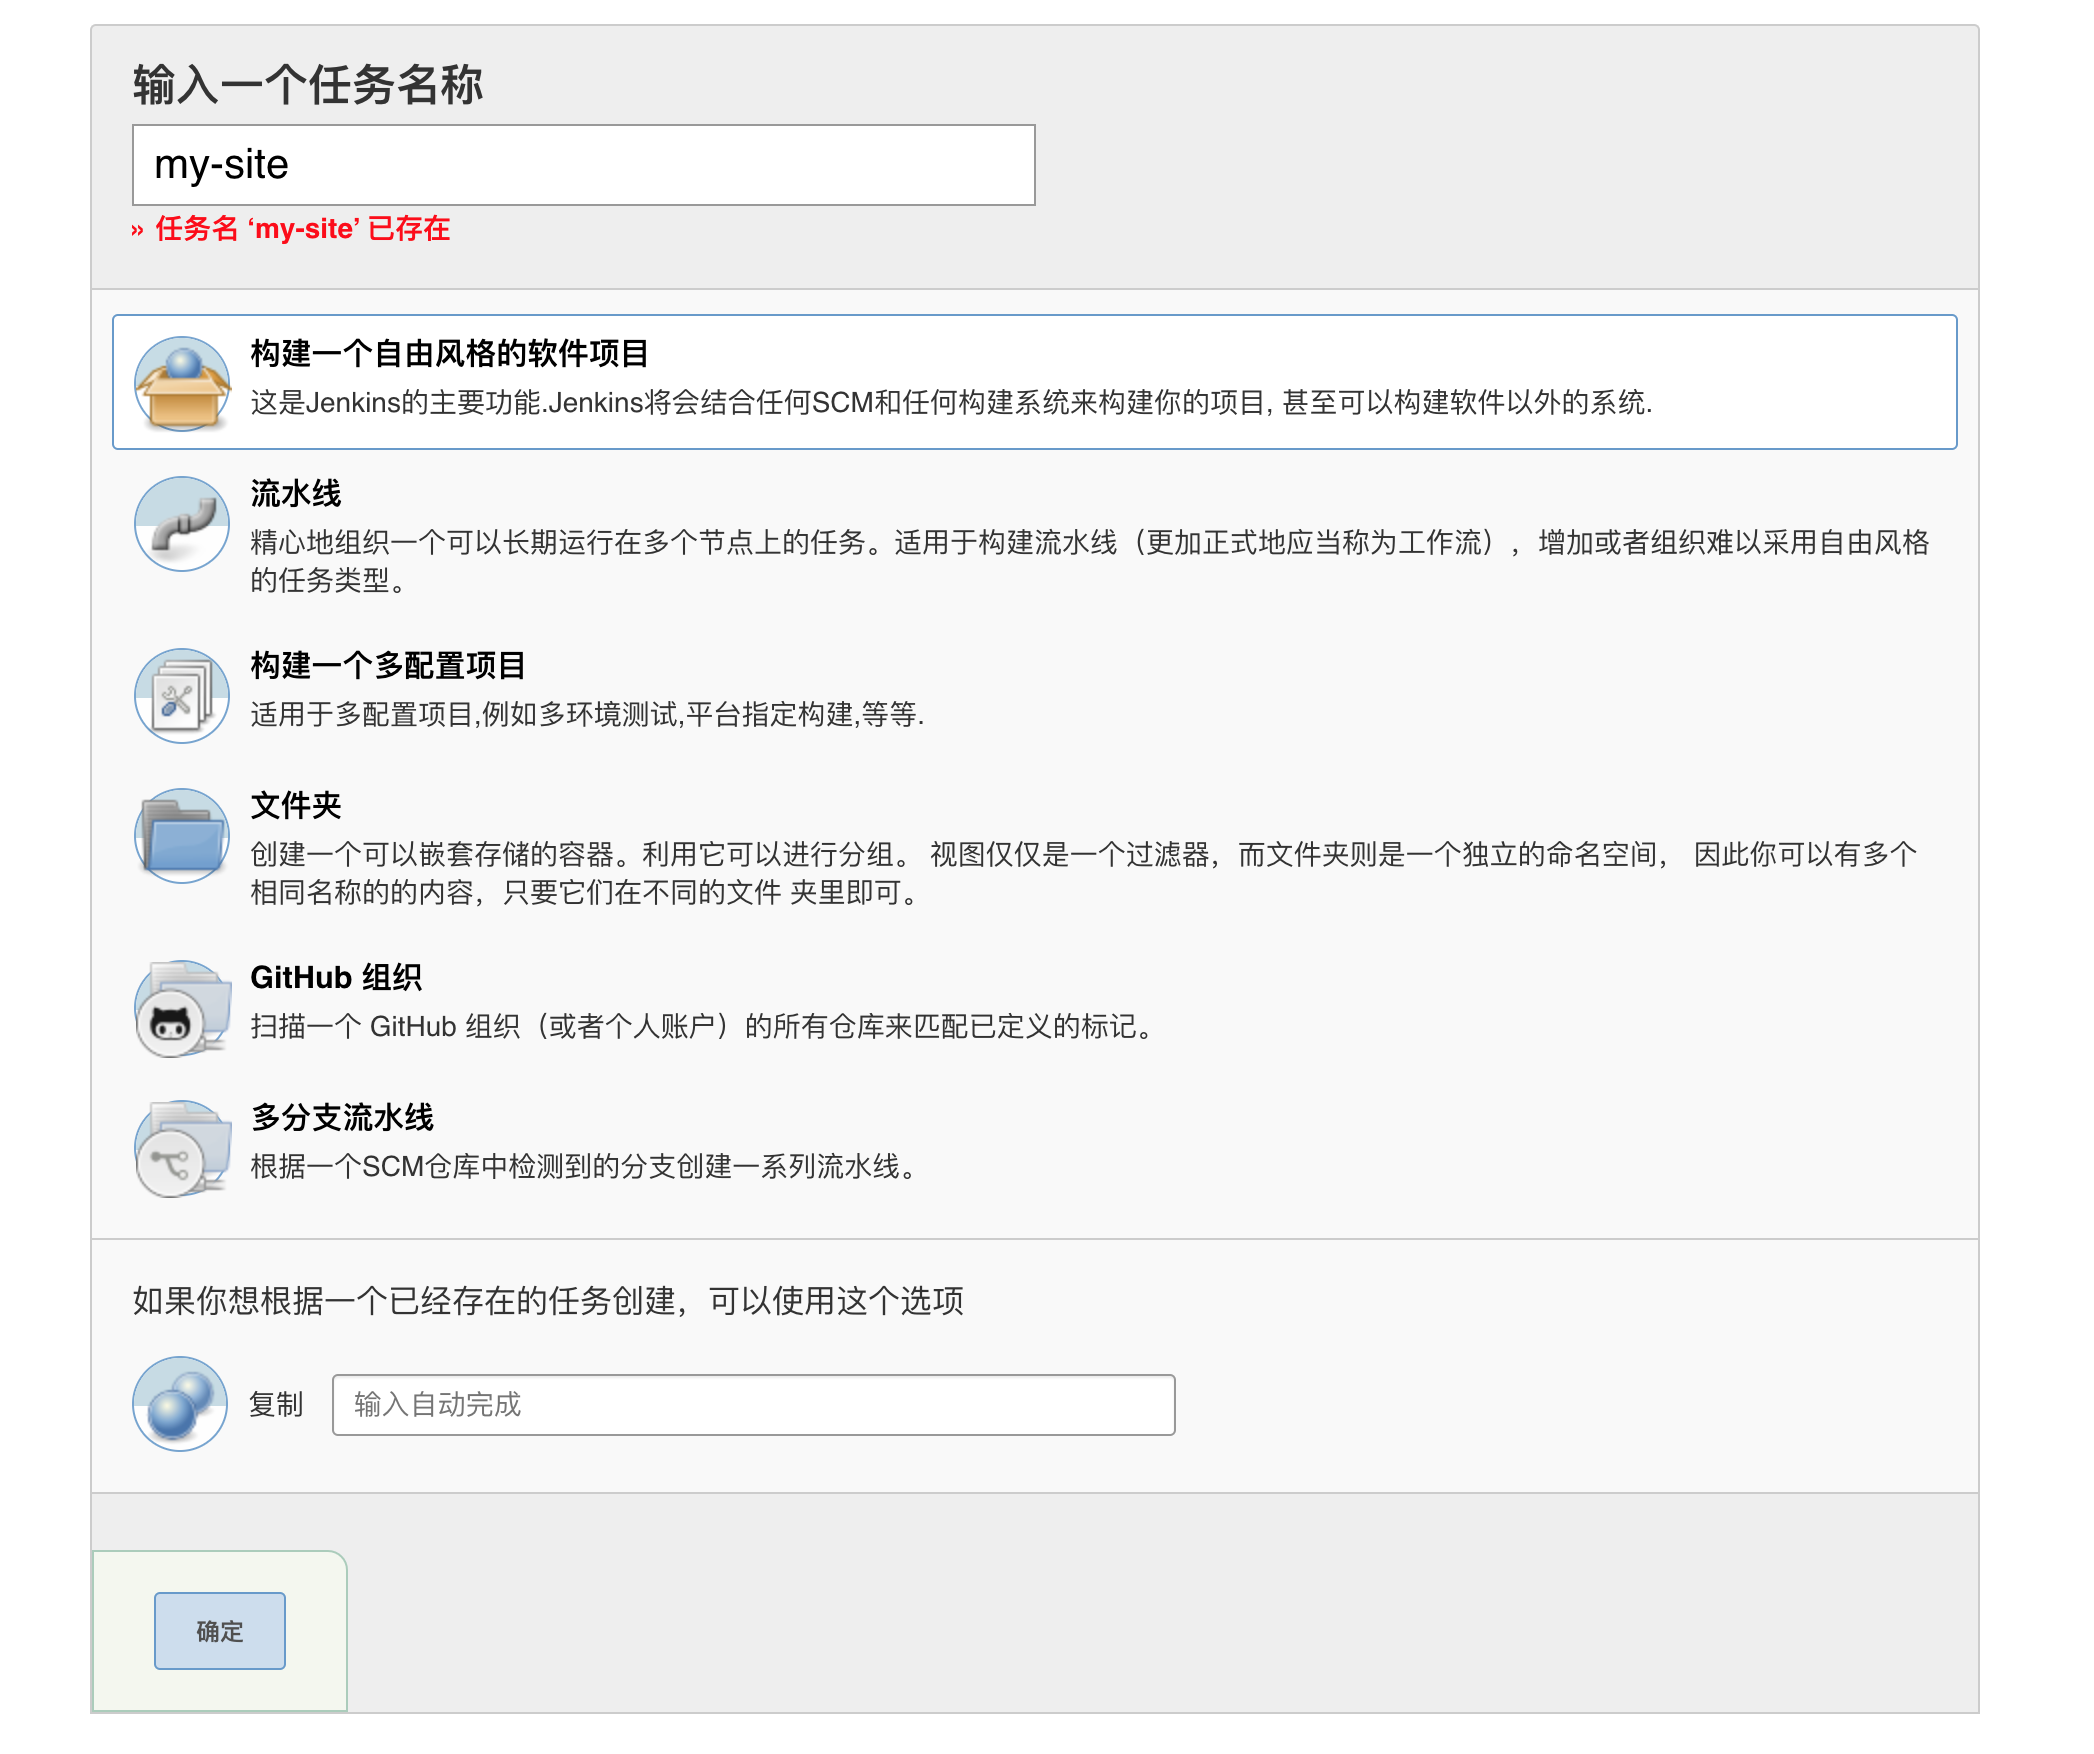 输入一个任务名称
my-site
» 任务名 ‘my-site’ 已存在
构建一个自由风格的软件项目
这是Jenkins的主要功能.Jenkins将会结合任何SCM和任何构建系统来构建你的项目, 甚至可以构建软件以外的系统.
流水线
精心地组织一个可以长期运行在多个节点上的任务。适用于构建流水线（更加正式地应当称为工作流），增加或者组织难以采用自由风格
的任务类型。
构建一个多配置项目
适用于多配置项目,例如多环境测试,平台指定构建,等等.
文件夹
创建一个可以嵌套存储的容器。利用它可以进行分组。 视图仅仅是一个过滤器，而文件夹则是一个独立的命名空间， 因此你可以有多个
相同名称的的内容，只要它们在不同的文件 夹里即可。
GitHub 组织
扫描一个 GitHub 组织（或者个人账户）的所有仓库来匹配已定义的标记。
多分支流水线
根据一个SCM仓库中检测到的分支创建一系列流水线。
如果你想根据一个已经存在的任务创建，可以使用这个选项
复制 输入自动完成
确定